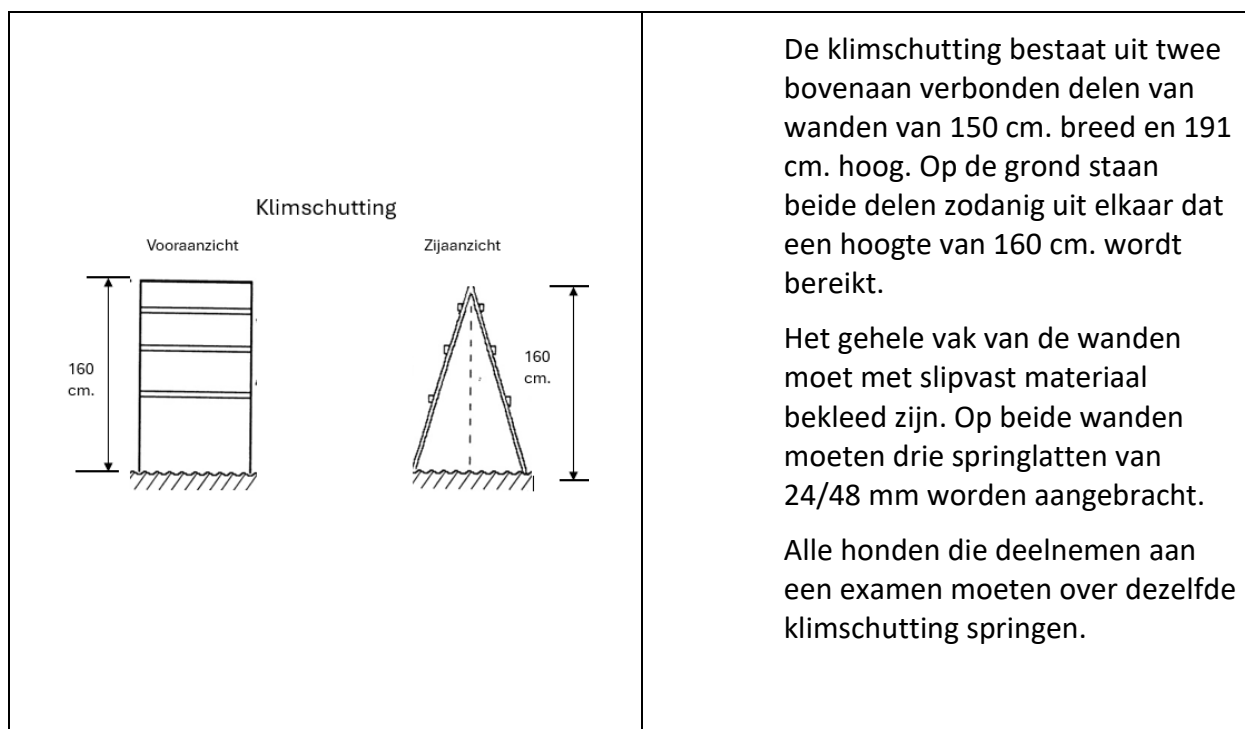 Klimschutting
Vooraanzicht
Zijaanzicht
160
cm.
160
cm.
De klimschutting bestaat uit twee
bovenaan verbonden delen van
wanden van 150 cm. breed en 191
cm. hoog. Op de grond staan
beide delen zodanig uit elkaar dat
een hoogte van 160 cm. wordt
bereikt.
Het gehele vak van de wanden
moet met slipvast materiaal
bekleed zijn. Op beide wanden
moeten drie springlatten van
24/48 mm worden aangebracht.
Alle honden die deelnemen aan
een examen moeten over dezelfde
klimschutting springen.